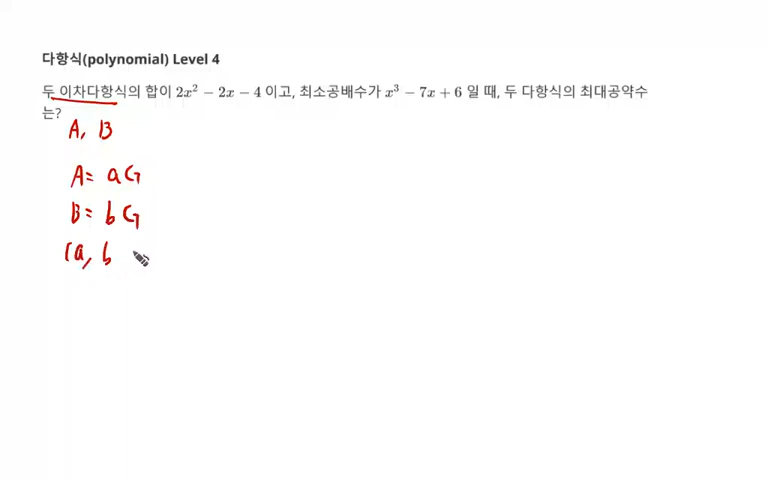 다항식(polynomial) Level 4
두 이차다항식의 합이 2x² − 2x − 4 이고, 최소공배수가 x³ − 7x + 6 일 때, 두 다항식의 최대공약수
는?
A, B
A= aG
B= bG
(a, b